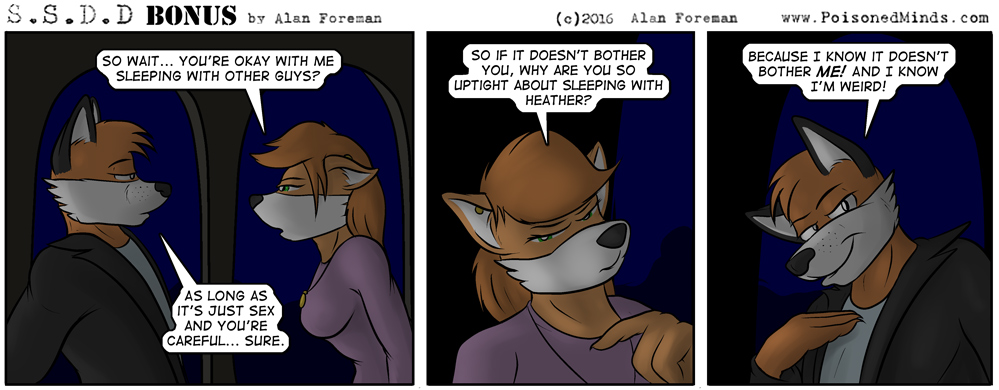 S.S.D.D BONUS by Alan Foreman (c)2016 Alan Foreman www.PoisonedMinds.com
SO WAIT... YOU'RE OKAY WITH ME
SLEEPING WITH OTHER GUYS?
AS LONG AS
IT'S JUST SEX
AND YOU'RE
CAREFUL... SURE.
SO IF IT DOESN'T BOTHER
YOU, WHY ARE YOU SO
UPTIGHT ABOUT SLEEPING WITH
HEATHER?
BECAUSE I KNOW IT DOESN'T
BOTHER ME! AND I KNOW
I'M WEIRD!